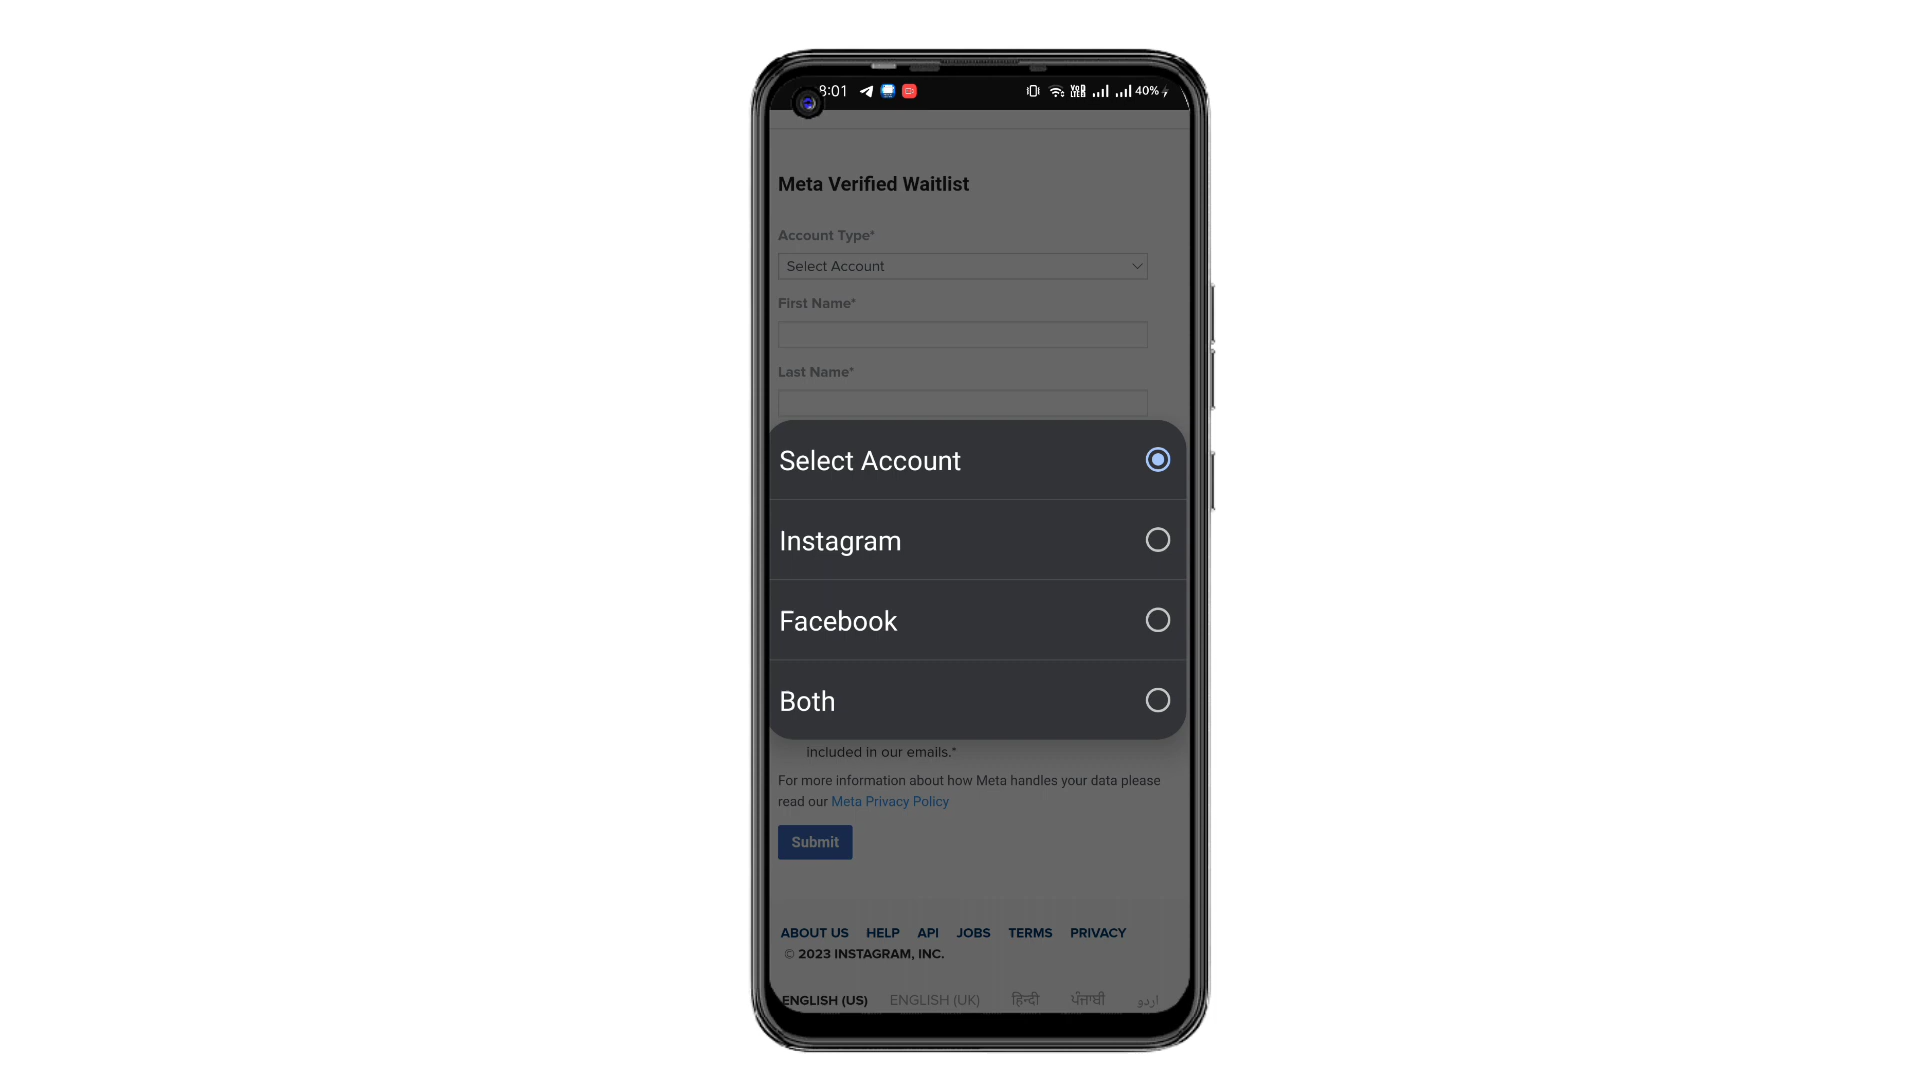 8:01 40%
Meta Verified Waitlist
Account Type*
Select Account
First Name*
Last Name*
Select Account
Instagram
Facebook
Both
included in our emails.*
For more information about how Meta handles your data please
read our Meta Privacy Policy
Submit
ABOUT US HELP API JOBS TERMS PRIVACY
© 2023 INSTAGRAM, INC.
ENGLISH (US) ENGLISH (UK) हिन्दी ਪੰਜਾਬੀ اردو